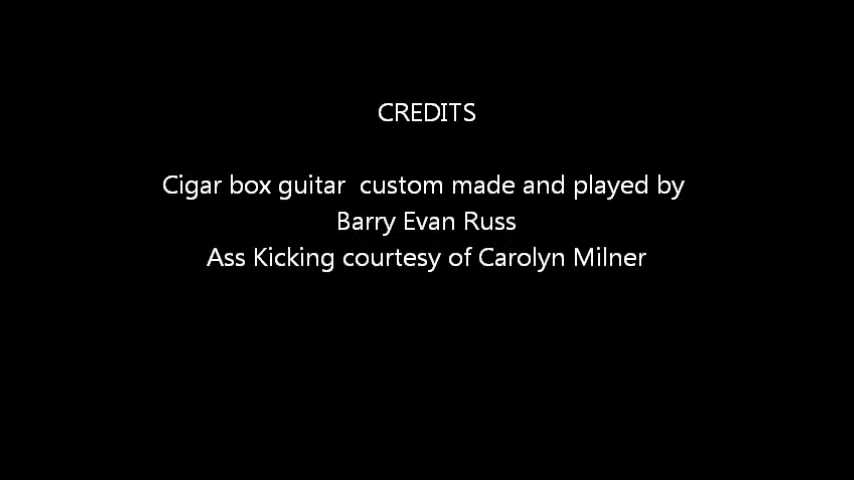 CREDITS
Cigar box guitar  custom made and played by
Barry Evan Russ
Ass Kicking courtesy of Carolyn Milner